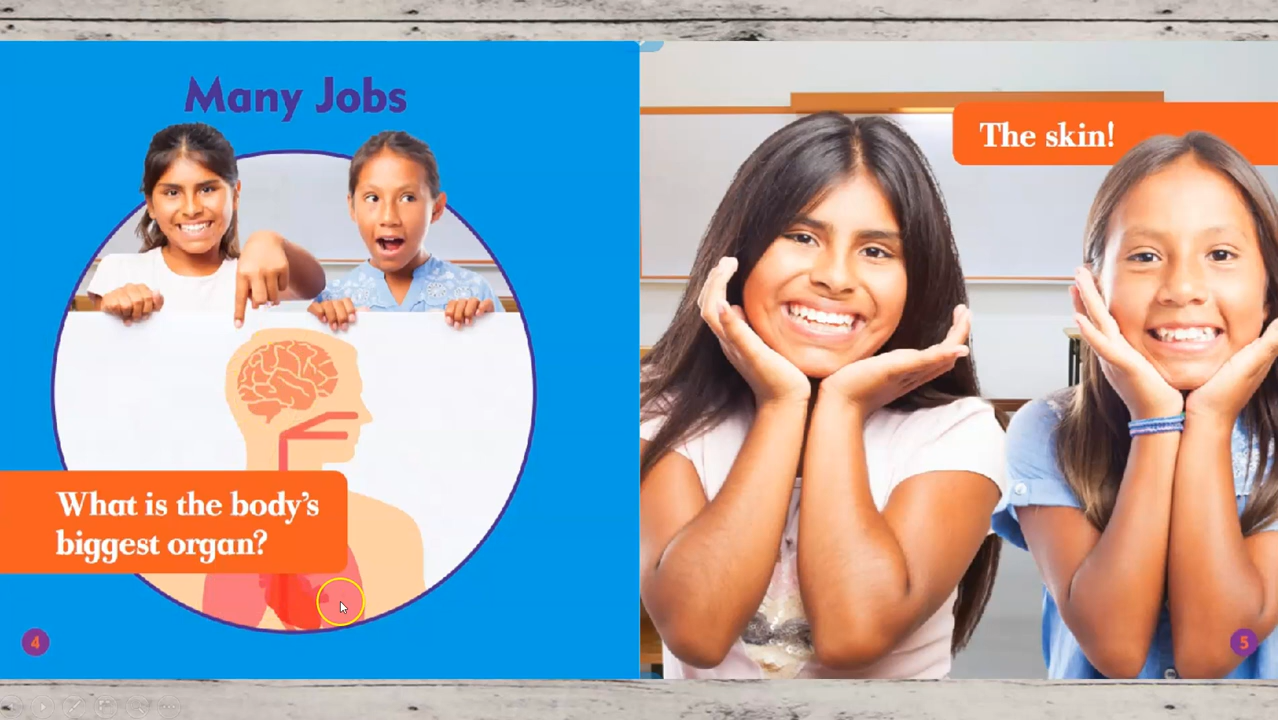 Many Jobs
What is the body's
biggest organ?
4
The skin!
5